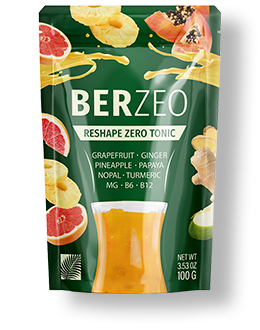 BERZEO
RESHAPE ZERO TONIC
GRAPEFRUIT · GINGER
PINEAPPLE · PAPAYA
NOPAL · TURMERIC
MG · B6 · B12
NET WT
3.53 OZ
100 G